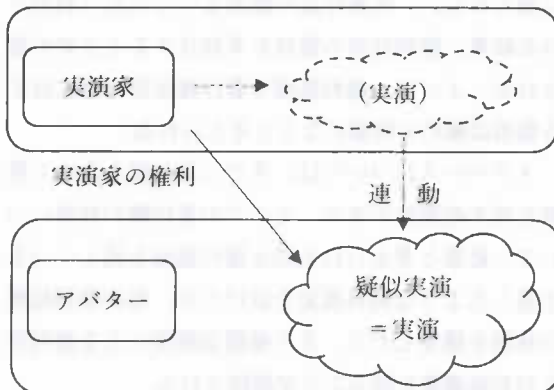 実演家
(実演)
実演家の権利
連動
アバター
疑似実演
=実演